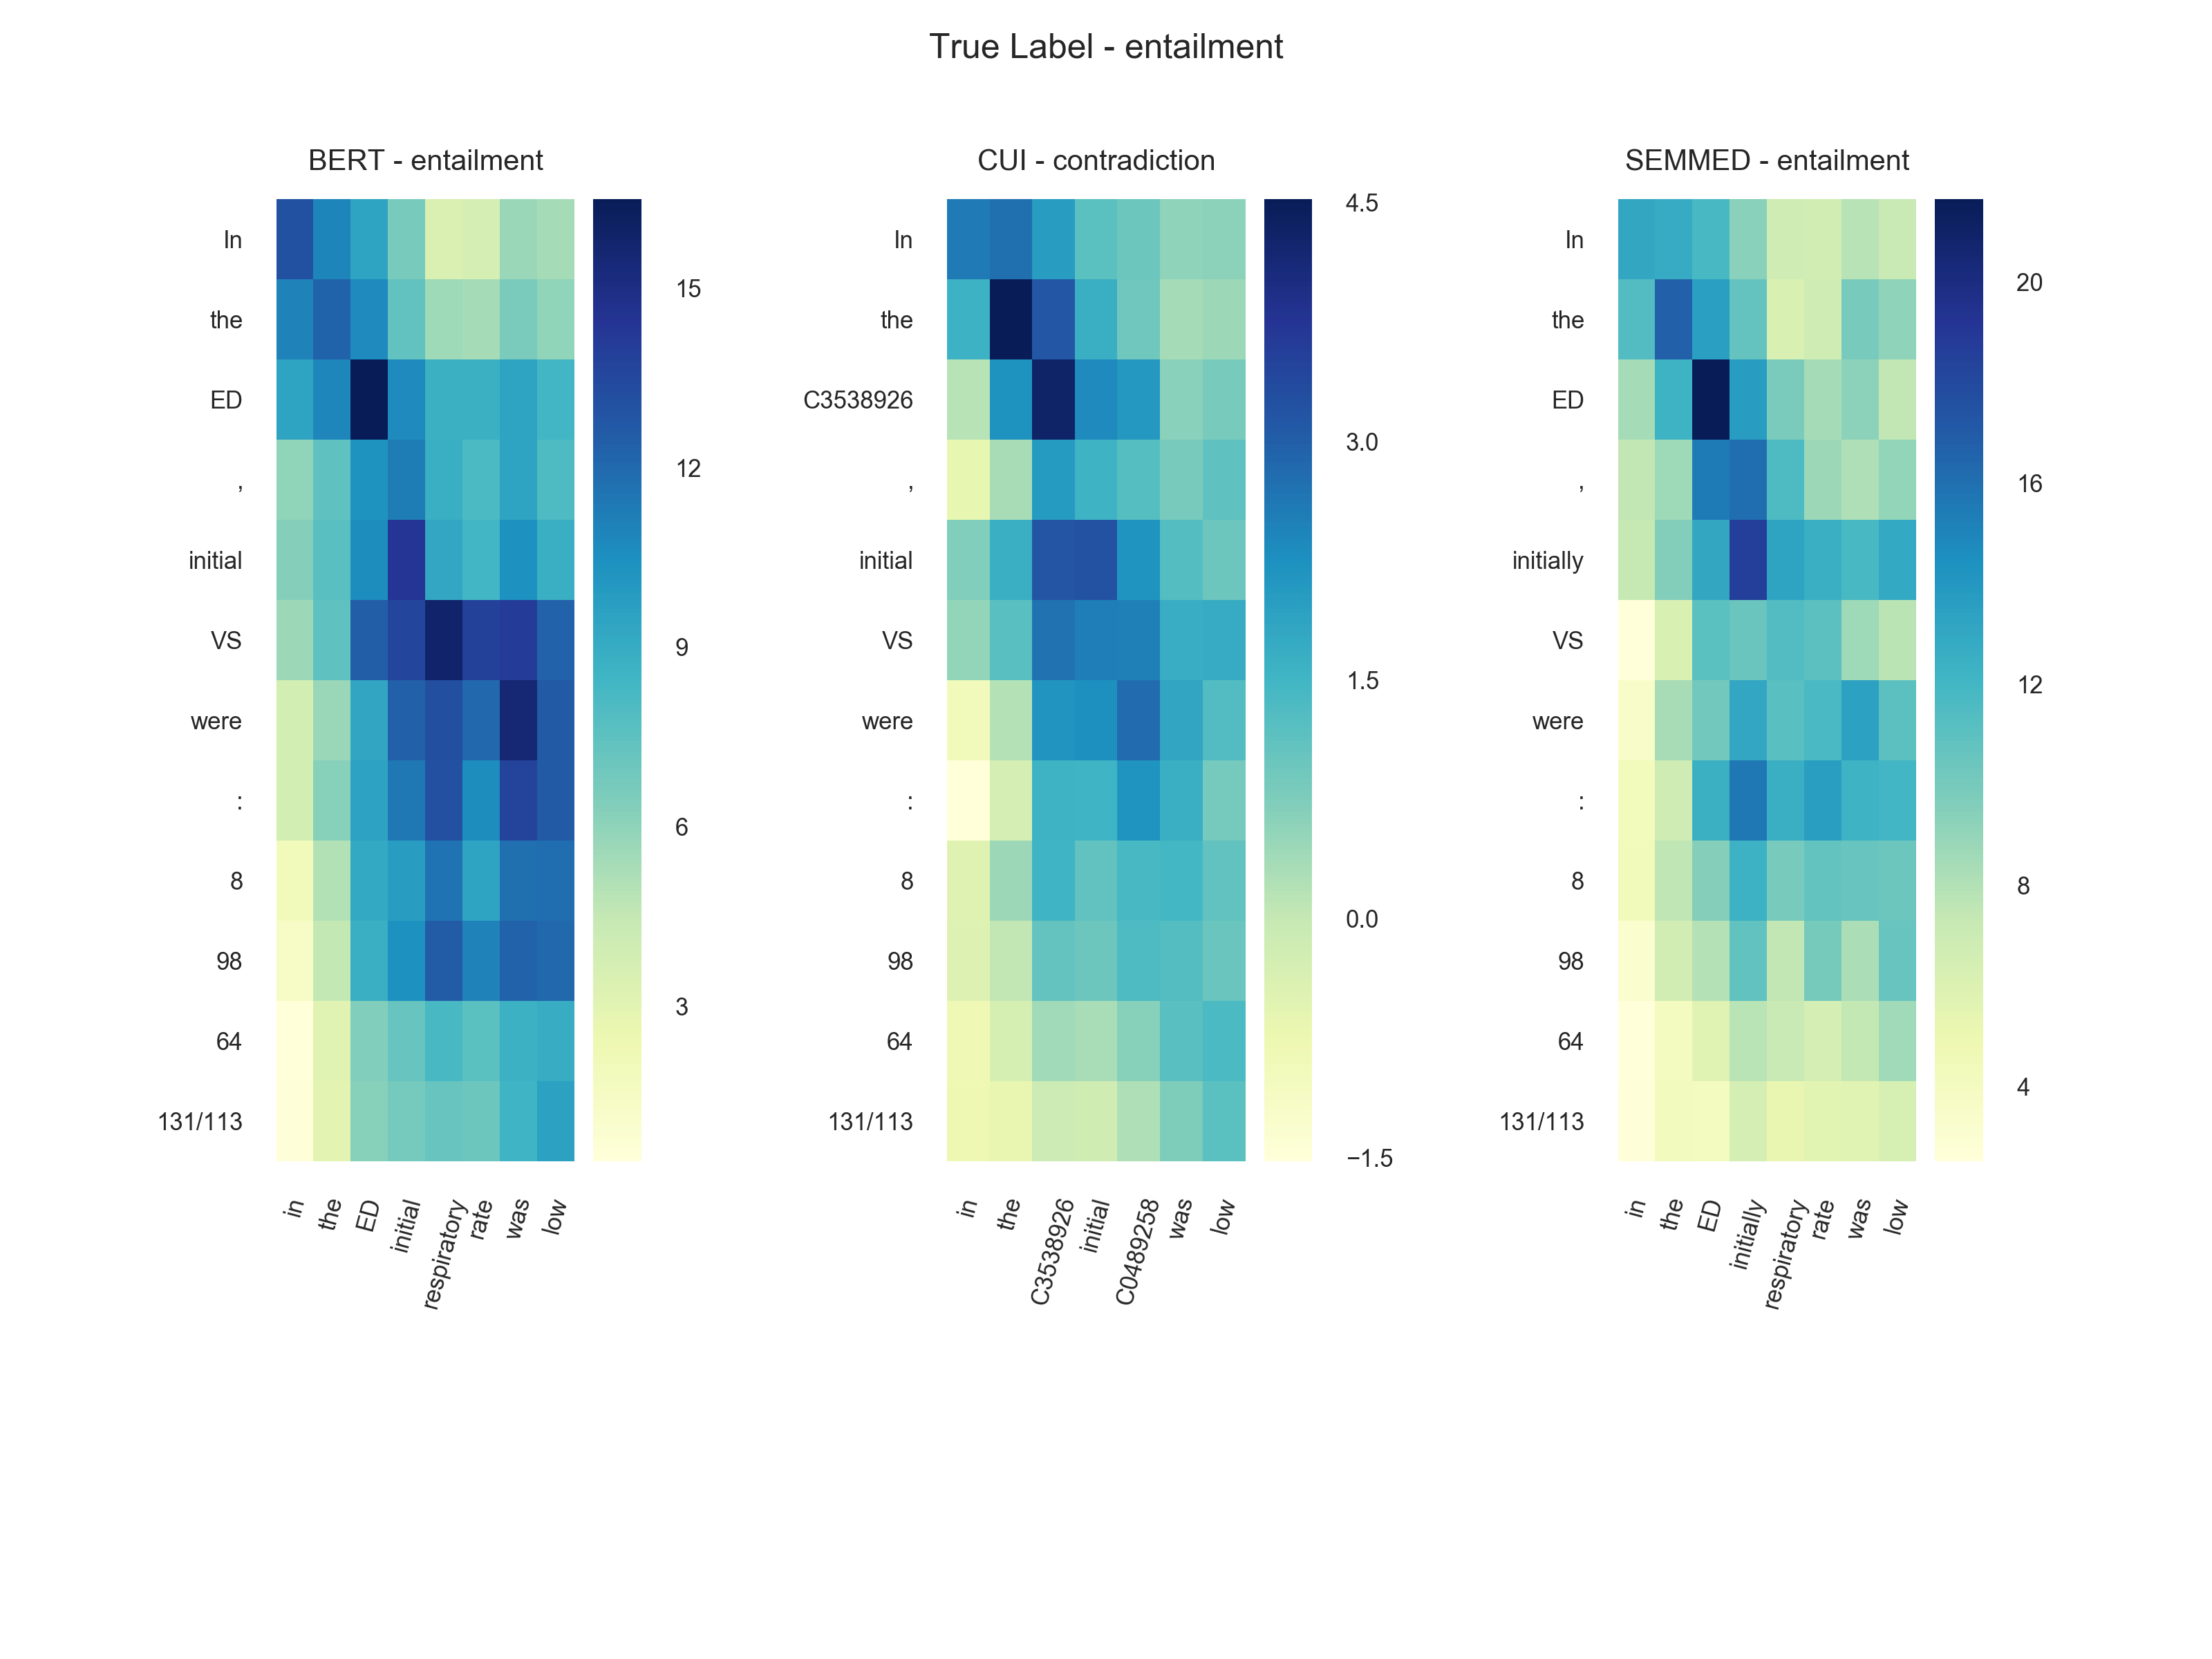 True Label - entailment
BERT - entailment
In
the
ED
,
initial
VS
were
:
8
98
64
131/113
in the ED initial respiratory rate was low
15
12
9
6
3
CUI - contradiction
In
the
C3538926
,
initial
VS
were
:
8
98
64
131/113
in the C3538926 initial C0489258 was low
4.5
3.0
1.5
0.0
−1.5
SEMMED - entailment
In
the
ED
,
initially
VS
were
:
8
98
64
131/113
in the ED initially respiratory rate was low
20
16
12
8
4